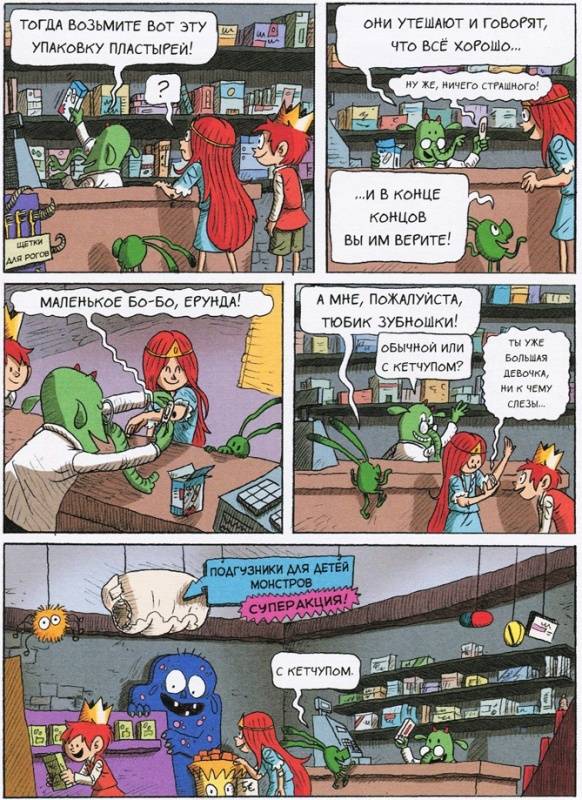 ТОГДА ВОЗЬМИТЕ ВОТ ЭТУ
УПАКОВКУ ПЛАСТЫРЕЙ!
?
ЩЕТКИ
ДЛЯ РОГОВ
ОНИ УТЕШАЮТ И ГОВОРЯТ,
ЧТО ВСЁ ХОРОШО...
НУ ЖЕ, НИЧЕГО СТРАШНОГО!
...И В КОНЦЕ
КОНЦОВ
ВЫ ИМ ВЕРИТЕ!
МАЛЕНЬКОЕ БО-БО, ЕРУНДА!
А МНЕ, ПОЖАЛУЙСТА,
ТЮБИК ЗУБНОШКИ!
ОБЫЧНОЙ ИЛИ
С КЕТЧУПОМ?
ТЫ УЖЕ
БОЛЬШАЯ
ДЕВОЧКА,
НИ К ЧЕМУ
СЛЕЗЫ...
ПОДГУЗНИКИ ДЛЯ ДЕТЕЙ
МОНСТРОВ
СУПЕРАКЦИЯ!
С КЕТЧУПОМ.
5€